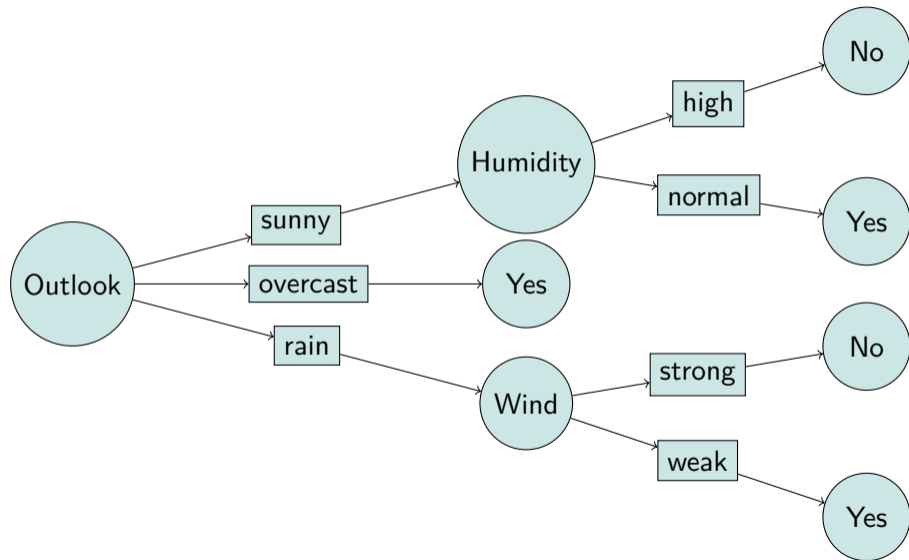 Outlook
sunny
overcast
rain
Humidity
Yes
Wind
high
normal
strong
weak
No
Yes
No
Yes